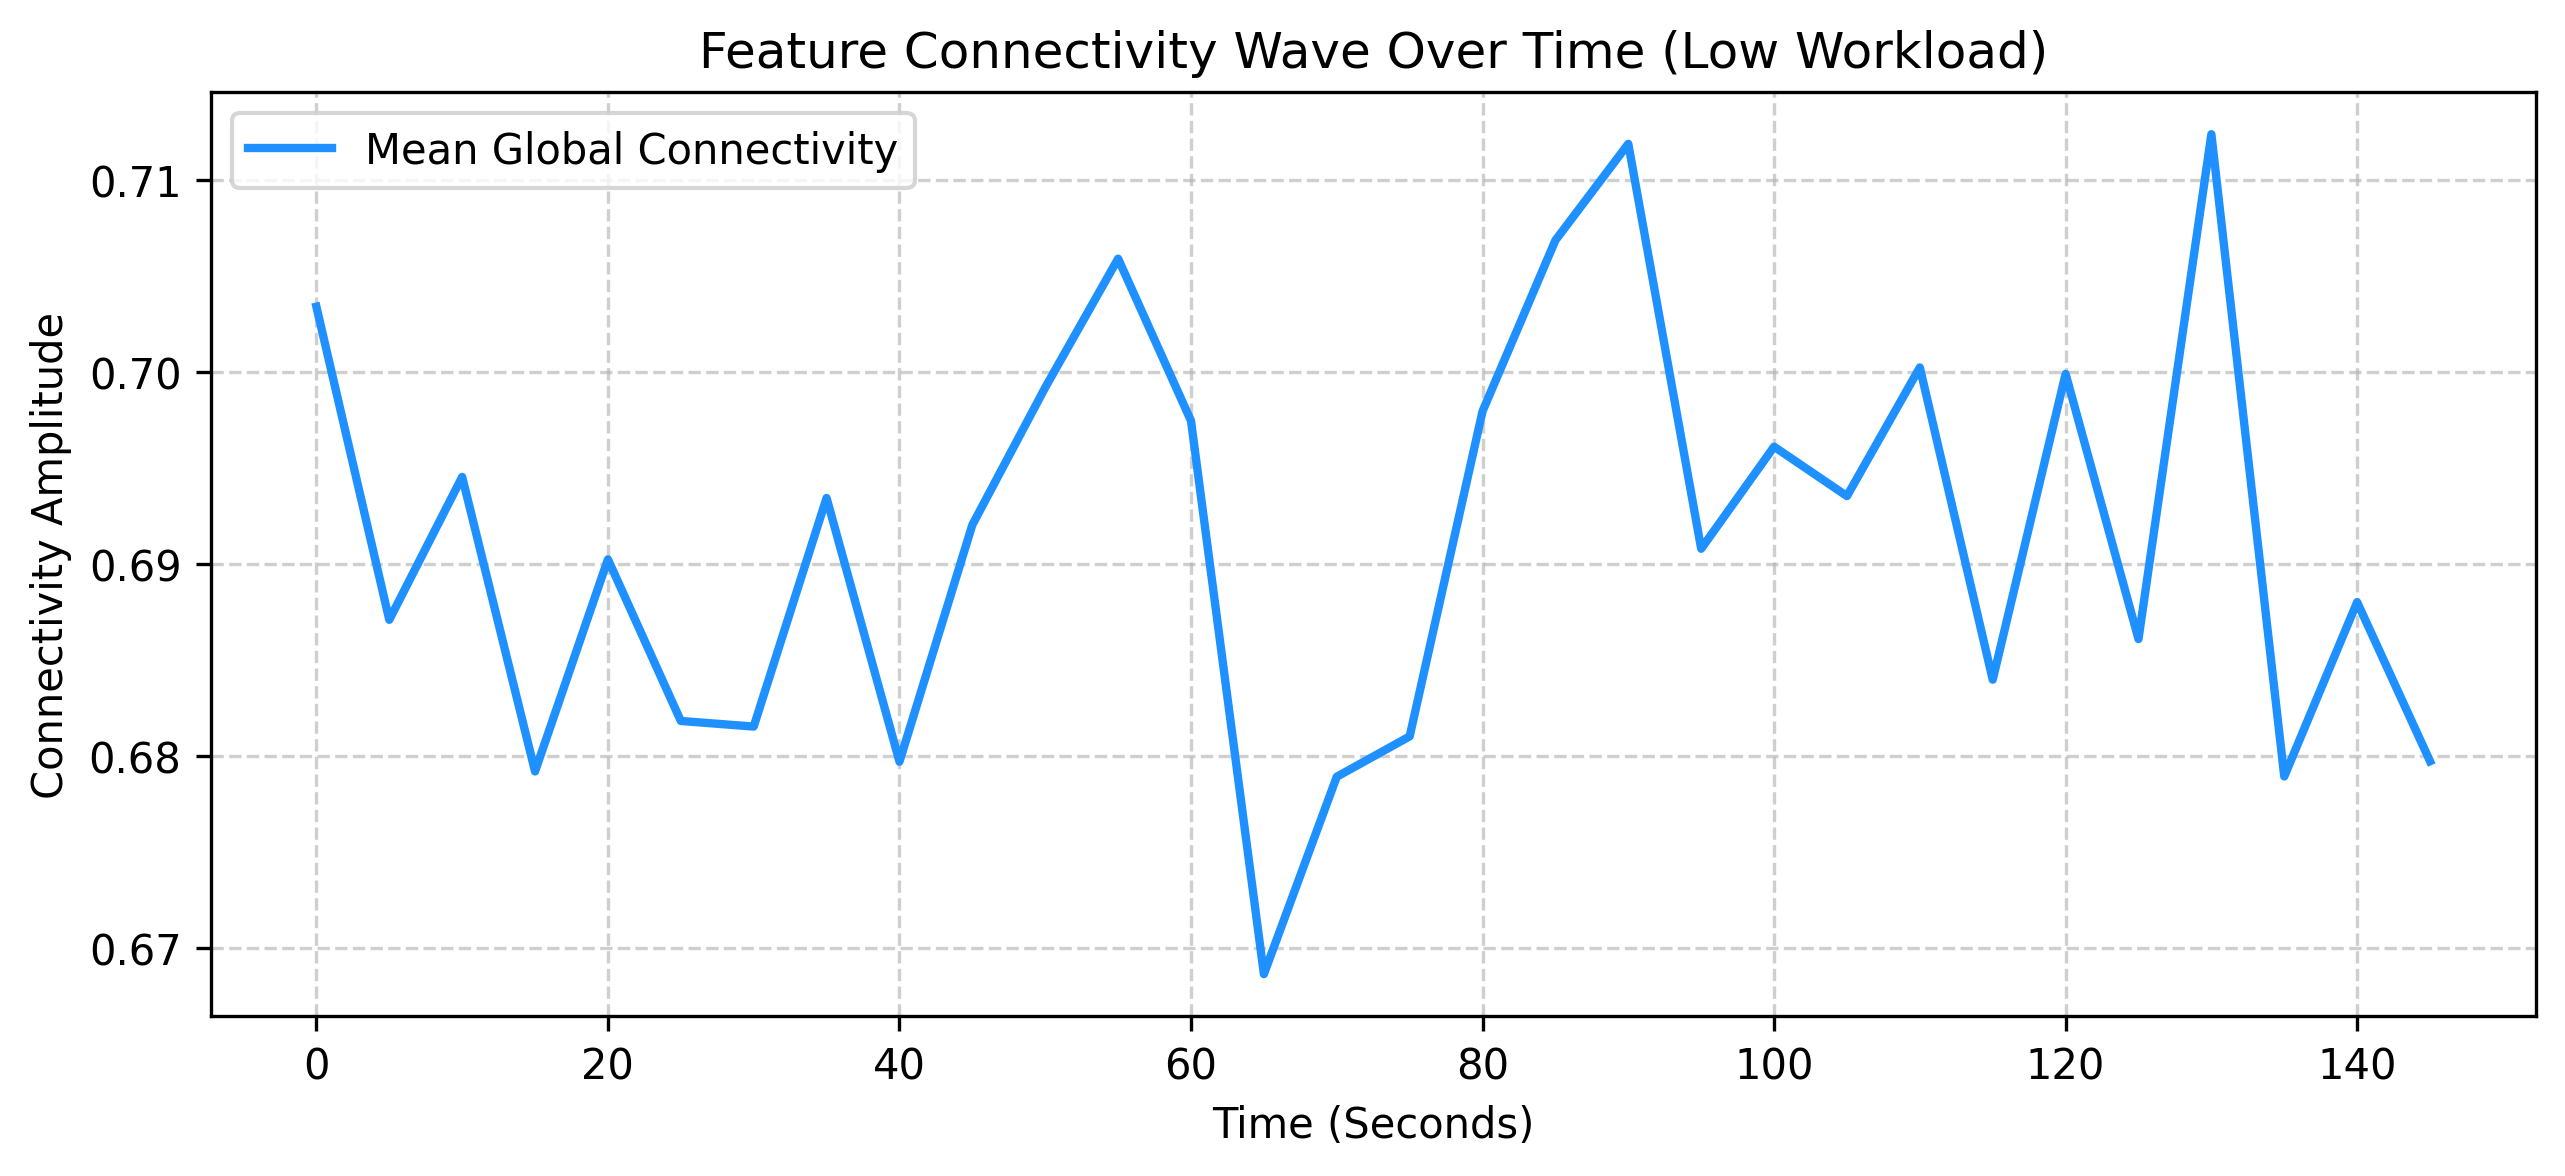 Feature Connectivity Wave Over Time (Low Workload)
Mean Global Connectivity
Connectivity Amplitude
0.71
0.70
0.69
0.68
0.67
0 20 40 60 80 100 120 140
Time (Seconds)